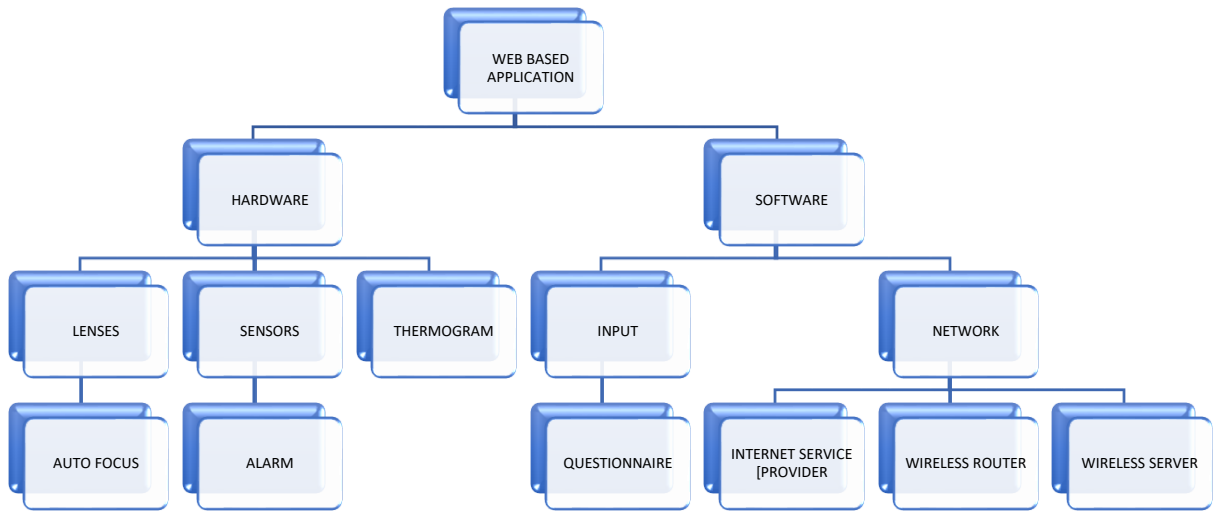 WEB BASED
APPLICATION
HARDWARE
SOFTWARE
LENSES
SENSORS
THERMOGRAM
INPUT
NETWORK
AUTO FOCUS
ALARM
QUESTIONNAIRE
INTERNET SERVICE
[PROVIDER
WIRELESS ROUTER
WIRELESS SERVER